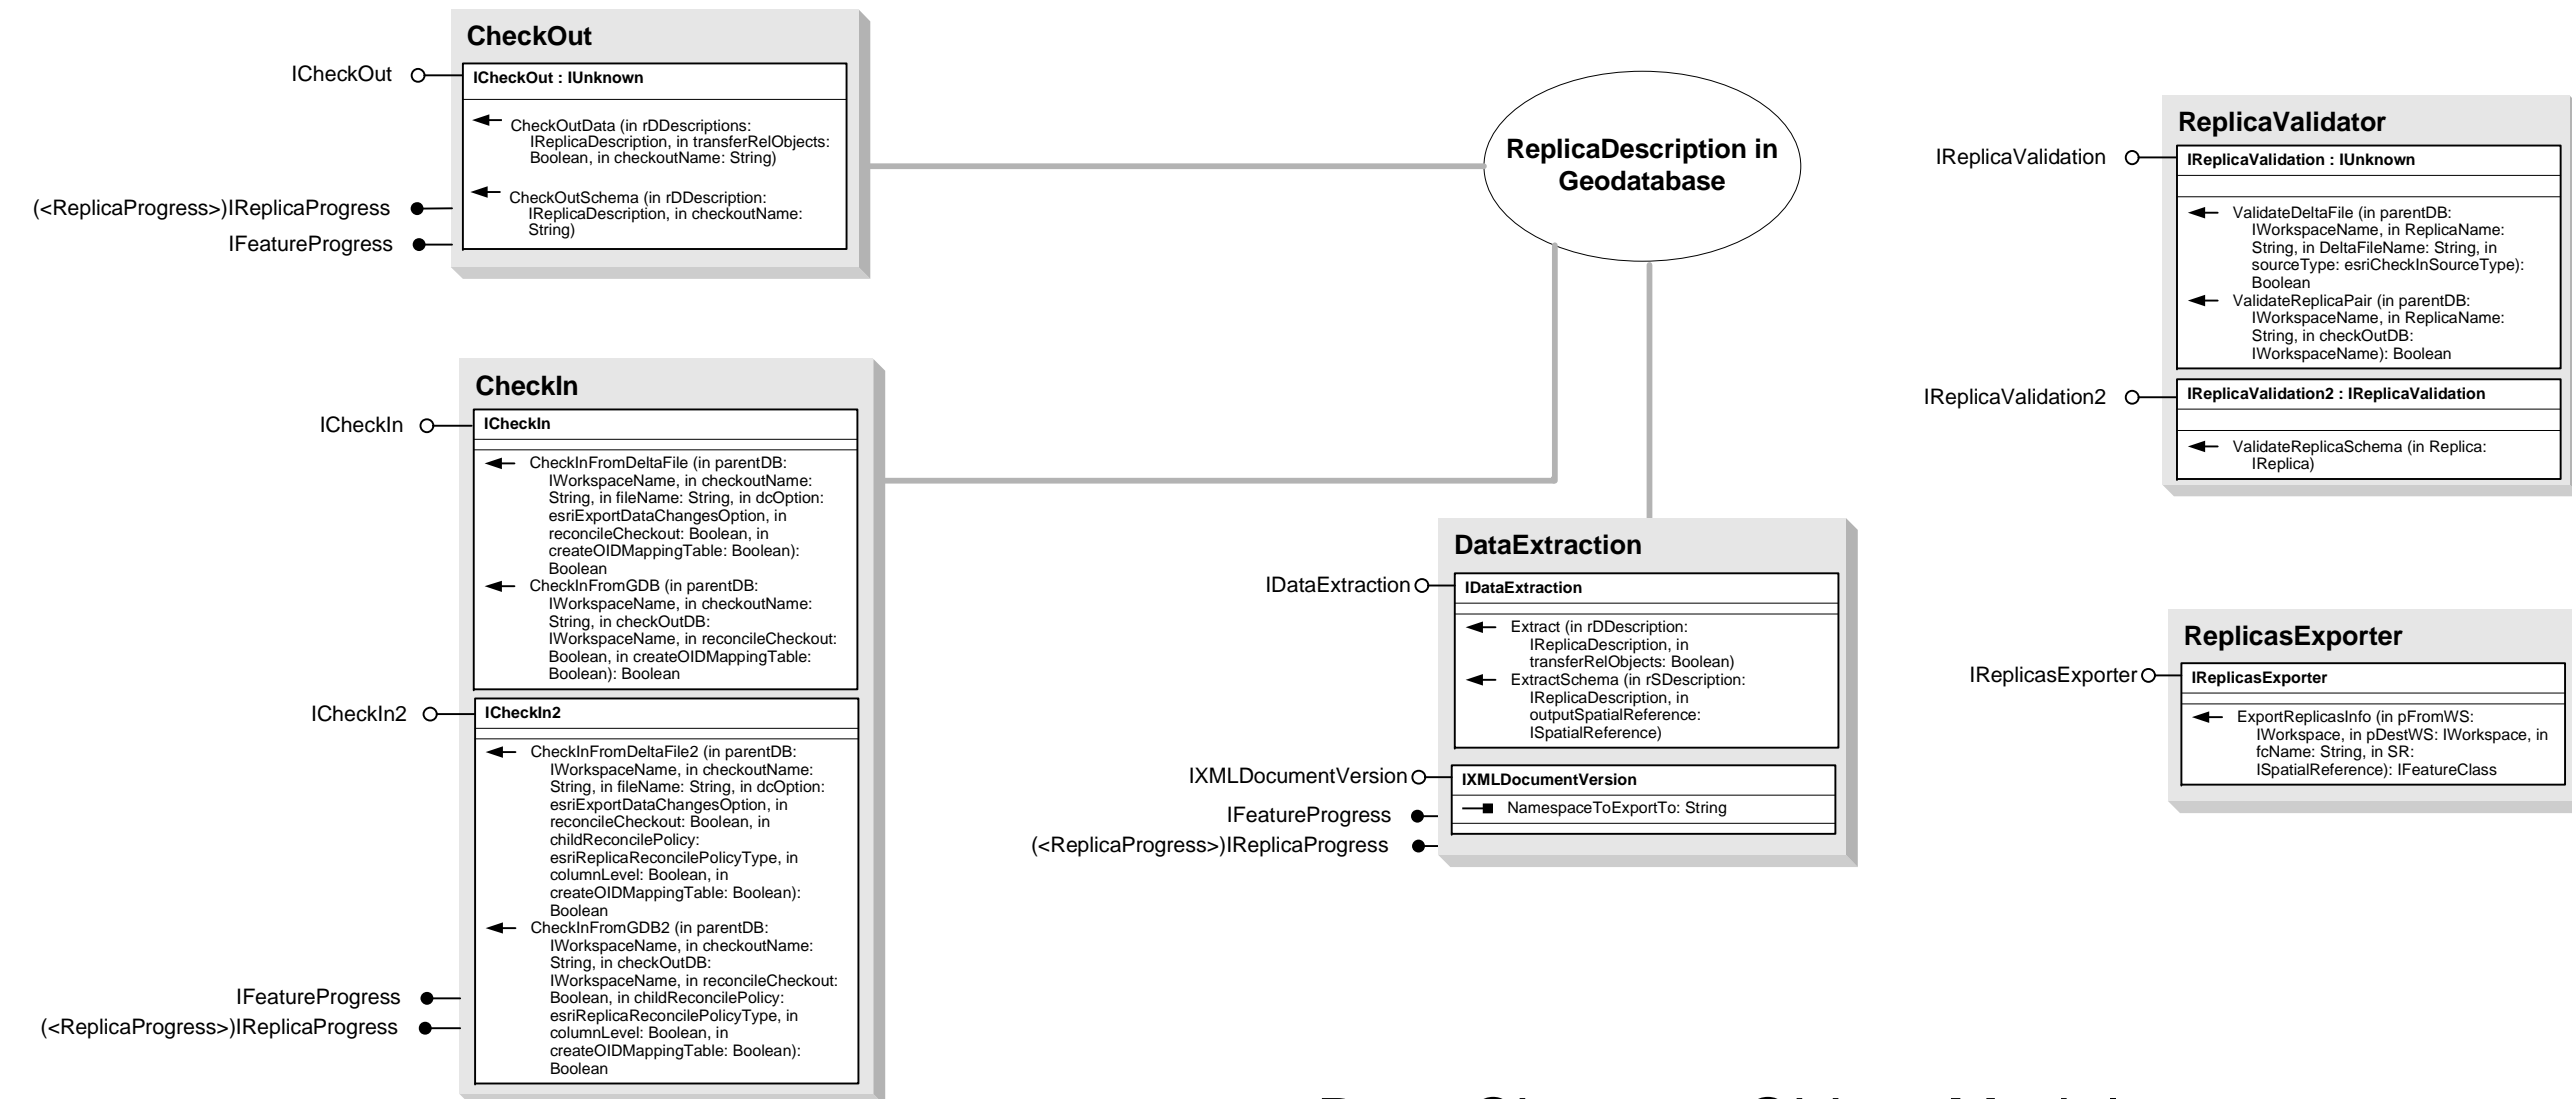 CheckOut
ICheckOut
ICheckOut : IUnknown
CheckOutData (in rDDescriptions:
IReplicaDescription, in transferRelObjects:
Boolean, in checkoutName: String)
CheckOutSchema (in rDDescription:
IReplicaDescription, in checkoutName:
String)
(<ReplicaProgress>)IReplicaProgress
IFeatureProgress
CheckIn
ICheckIn
ICheckIn
CheckInFromDeltaFile (in parentDB:
IWorkspaceName, in checkoutName:
String, in fileName: String, in dcOption:
esriExportDataChangesOption, in
reconcileCheckout: Boolean, in
createOIDMappingTable: Boolean):
Boolean
CheckInFromGDB (in parentDB:
IWorkspaceName, in checkoutName:
String, in checkOutDB:
IWorkspaceName, in reconcileCheckout:
Boolean, in createOIDMappingTable:
Boolean): Boolean
ICheckIn2
ICheckIn2
CheckInFromDeltaFile2 (in parentDB:
IWorkspaceName, in checkoutName:
String, in fileName: String, in dcOption:
esriExportDataChangesOption, in
reconcileCheckout: Boolean, in
childReconcilePolicy:
esriReplicaReconcilePolicyType, in
columnLevel: Boolean, in
createOIDMappingTable: Boolean):
Boolean
CheckInFromGDB2 (in parentDB:
IWorkspaceName, in checkoutName:
String, in checkOutDB:
IWorkspaceName, in reconcileCheckout:
Boolean, in childReconcilePolicy:
esriReplicaReconcilePolicyType, in
columnLevel: Boolean, in
createOIDMappingTable: Boolean):
Boolean
IFeatureProgress
(<ReplicaProgress>)IReplicaProgress
ReplicaDescription in
Geodatabase
DataExtraction
IDataExtraction
IDataExtraction
Extract (in rDDescription:
IReplicaDescription, in
transferRelObjects: Boolean)
ExtractSchema (in rSDescription:
IReplicaDescription, in
outputSpatialReference:
ISpatialReference)
IXMLDocumentVersion
IXMLDocumentVersion
NamespaceToExportTo: String
IFeatureProgress
(<ReplicaProgress>)IReplicaProgress
ReplicaValidator
IReplicaValidation
IReplicaValidation : IUnknown
ValidateDeltaFile (in parentDB:
IWorkspaceName, in ReplicaName:
String, in DeltaFileName: String, in
sourceType: esriCheckInSourceType):
Boolean
ValidateReplicaPair (in parentDB:
IWorkspaceName, in ReplicaName:
String, in checkOutDB:
IWorkspaceName): Boolean
IReplicaValidation2
IReplicaValidation2 : IReplicaValidation
ValidateReplicaSchema (in Replica:
IReplica)
ReplicasExporter
IReplicasExporter
IReplicasExporter
ExportReplicasInfo (in pFromWS:
IWorkspace, in pDestWS: IWorkspace, in
fcName: String, in SR:
ISpatialReference): IFeatureClass